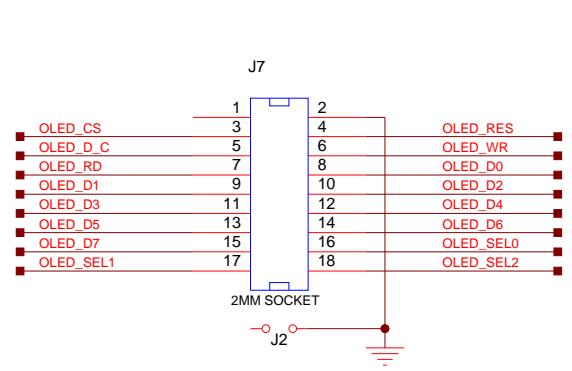 J7
1 2
OLED_CS 3 4 OLED_RES
OLED_D_C 5 6 OLED_WR
OLED_RD 7 8 OLED_D0
OLED_D1 9 10 OLED_D2
OLED_D3 11 12 OLED_D4
OLED_D5 13 14 OLED_D6
OLED_D7 15 16 OLED_SEL0
OLED_SEL1 17 18 OLED_SEL2
2MM SOCKET
J2